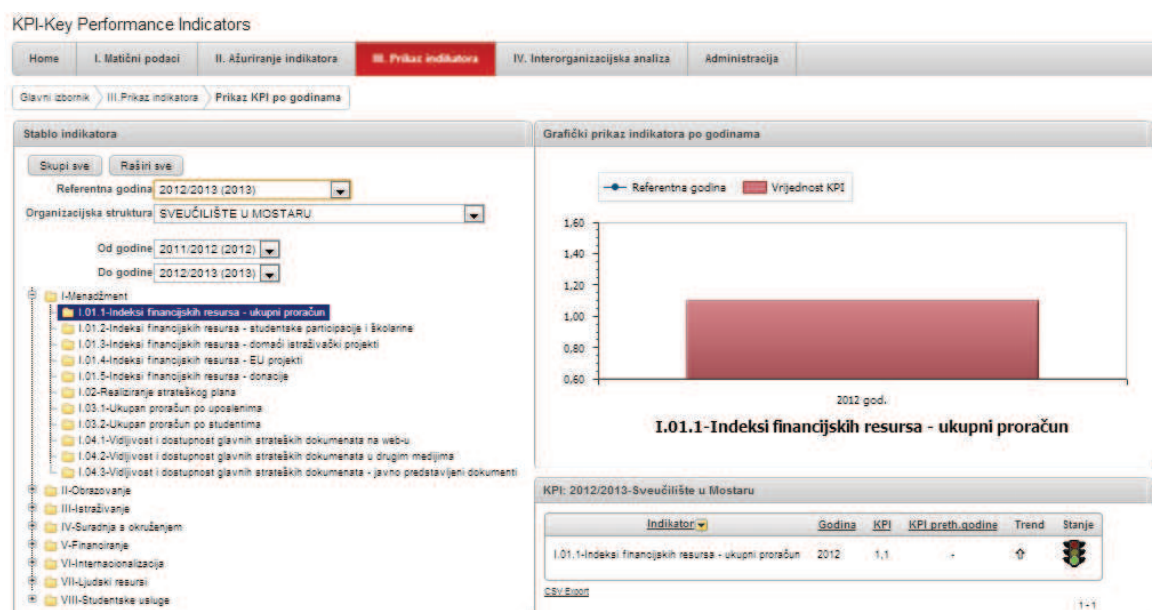 KPI-Key Performance Indicators
Home I. Matični podaci II. Ažuriranje indikatora III. Prikaz indikatora IV. Interorganizacijska analiza Administracija
Glavni izbornik III.Prikaz indikatora Prikaz KPI po godinama
Stablo indikatora
Skupi sve Raširi sve
Referentna godina 2012/2013 (2013)
Organizacijska struktura SVEUČILIŠTE U MOSTARU
Od godine 2011/2012 (2012)
Do godine 2012/2013 (2013)
I-Menadžment
I.01.1-Indeksi financijskih resursa - ukupni proračun
I.01.2-Indeksi financijskih resursa - studentske participacije i školarine
I.01.3-Indeksi financijskih resursa - domaći istraživački projekti
I.01.4-Indeksi financijskih resursa - EU projekti
I.01.5-Indeksi financijskih resursa - donacije
I.02-Realiziranje strateškog plana
I.03.1-Ukupan proračun po uposlenima
I.03.2-Ukupan proračun po studentima
I.04.1-Vidljivost i dostupnost glavnih strateških dokumenata na web-u
I.04.2-Vidljivost i dostupnost glavnih strateških dokumenata u drugim medijima
I.04.3-Vidljivost i dostupnost glavnih strateških dokumenata - javno predstavljeni dokumenti
II-Obrazovanje
III-Istraživanje
IV-Suradnja s okruženjem
V-Financiranje
VI-Internacionalizacija
VII-Ljudski resursi
VIII-Studentske usluge
Grafički prikaz indikatora po godinama
Referentna godina Vrijednost KPI
1,60
1,40
1,20
1,00
0,80
0,60
2012 god.
I.01.1-Indeksi financijskih resursa - ukupni proračun
KPI: 2012/2013-Sveučilište u Mostaru
Indikator Godina KPI KPI preth.godine Trend Stanje
I.01.1-Indeksi financijskih resursa - ukupni proračun 2012 1,1 -
CSV Export
1 - 1